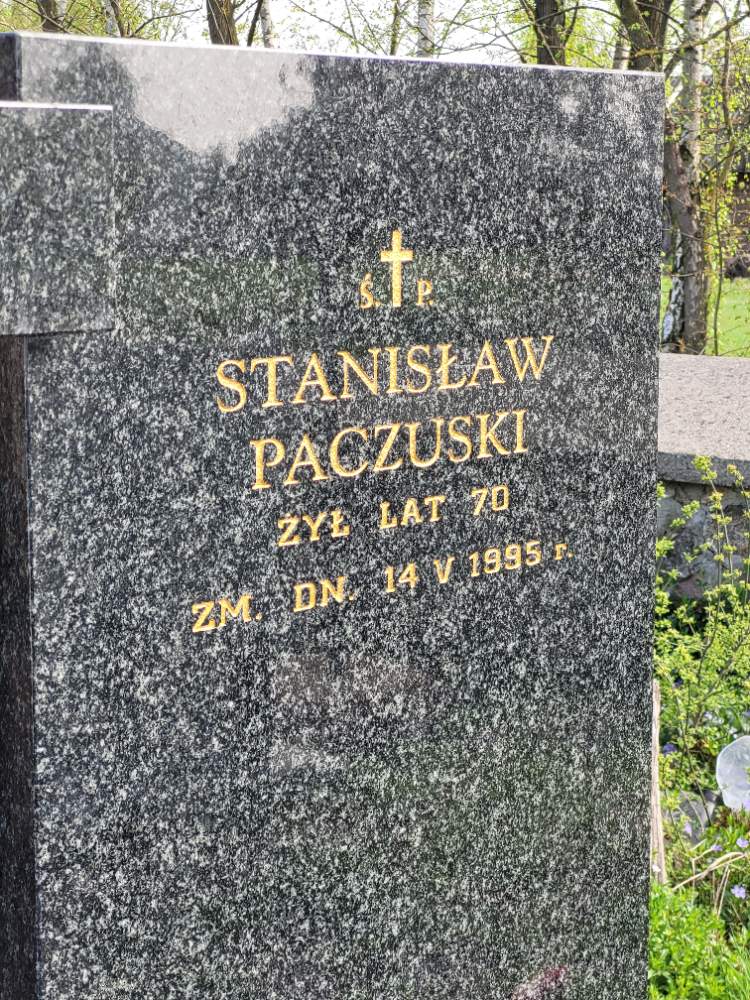 Ś. P.
STANISŁAW
PACZUSKI
ŻYŁ LAT 70
ZM. DN. 14 V 1995 r.